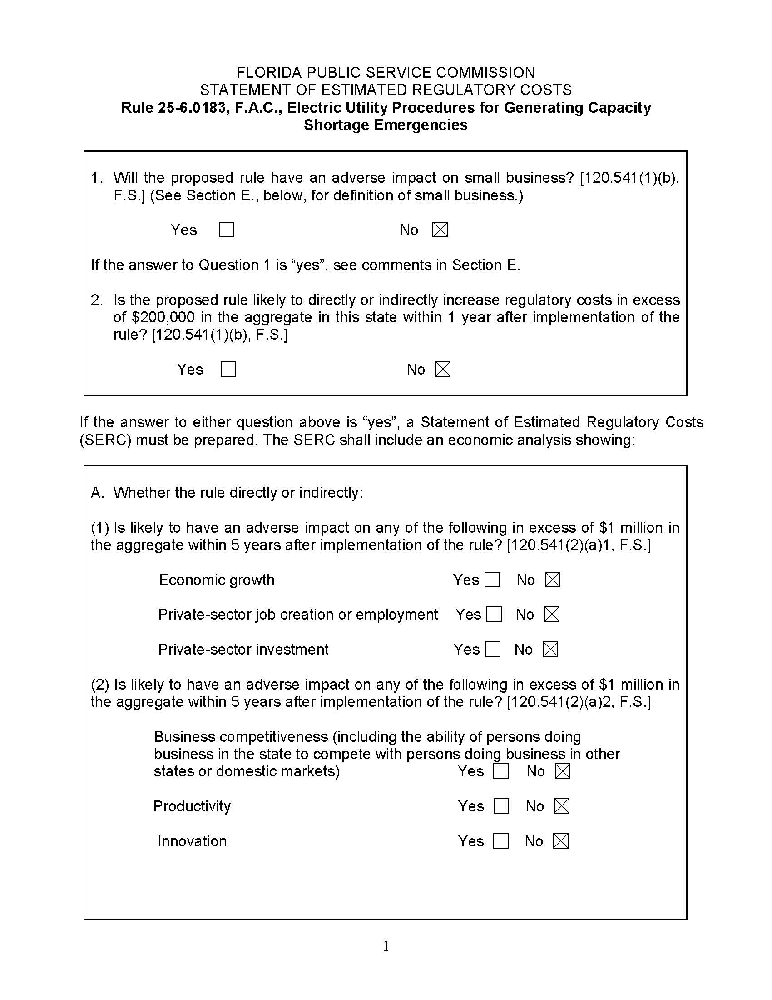 FLORIDA PUBLIC SERVICE COMMISSION
STATEMENT OF ESTIMATED REGULATORY COSTS
Rule 25-6.0183, F.A.C., Electric Utility Procedures for Generating Capacity
Shortage Emergencies
1. Will the proposed rule have an adverse impact on small business? [120.541(1)(b),
F.S.] (See Section E., below, for definition of small business.)
Yes ☐ No ☒
If the answer to Question 1 is “yes”, see comments in Section E.
2. Is the proposed rule likely to directly or indirectly increase regulatory costs in excess
of $200,000 in the aggregate in this state within 1 year after implementation of the
rule? [120.541(1)(b), F.S.]
Yes ☐ No ☒
If the answer to either question above is “yes”, a Statement of Estimated Regulatory Costs
(SERC) must be prepared. The SERC shall include an economic analysis showing:
A. Whether the rule directly or indirectly:
(1) Is likely to have an adverse impact on any of the following in excess of $1 million in
the aggregate within 5 years after implementation of the rule? [120.541(2)(a)1, F.S.]
Economic growth Yes ☐ No ☒
Private-sector job creation or employment Yes ☐ No ☒
Private-sector investment Yes ☐ No ☒
(2) Is likely to have an adverse impact on any of the following in excess of $1 million in
the aggregate within 5 years after implementation of the rule? [120.541(2)(a)2, F.S.]
Business competitiveness (including the ability of persons doing
business in the state to compete with persons doing business in other
states or domestic markets) Yes ☐ No ☒
Productivity Yes ☐ No ☒
Innovation Yes ☐ No ☒
1